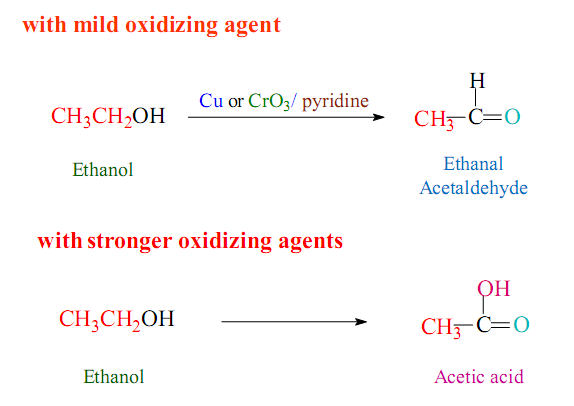 with mild oxidizing agent
CH₃CH₂OH
Cu or CrO₃/ pyridine
H
CH₃–C=O
Ethanol
Ethanal
Acetaldehyde
with stronger oxidizing agents
CH₃CH₂OH
OH
CH₃–C=O
Ethanol
Acetic acid